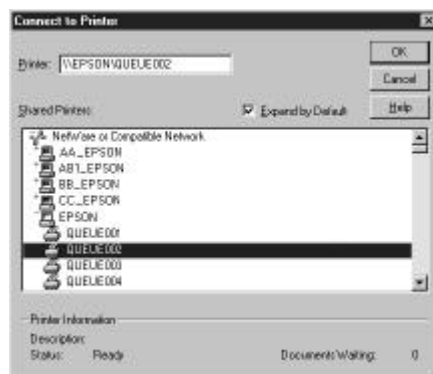 Connect to Printer
Printer: \\EPSON\QUEUE002
OK
Cancel
Help
Shared Printers:
Expand by Default
NetWare or Compatible Network
AA_EPSON
AB1_EPSON
BB_EPSON
CC_EPSON
EPSON
QUEUE001
QUEUE002
QUEUE003
QUEUE004
Printer Information
Description:
Status: Ready
Documents Waiting: 0